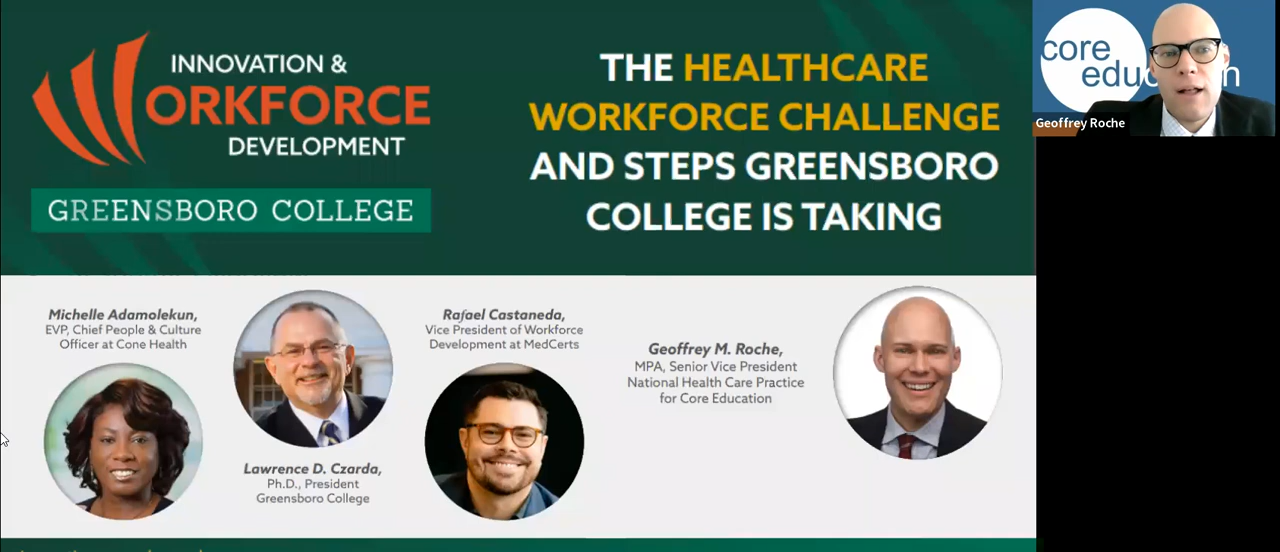 INNOVATION &
ORKFORCE
DEVELOPMENT
GREENSBORO COLLEGE
THE HEALTHCARE
WORKFORCE CHALLENGE
AND STEPS GREENSBORO
COLLEGE IS TAKING
core
Geoffrey Roche
Michelle Adamolekun,
EVP, Chief People & Culture
Officer at Cone Health
Lawrence D. Czarda,
Ph.D., President
Greensboro College
Rafael Castaneda,
Vice President of Workforce
Development at MedCerts
Geoffrey M. Roche,
MPA, Senior Vice President
National Health Care Practice
for Core Education